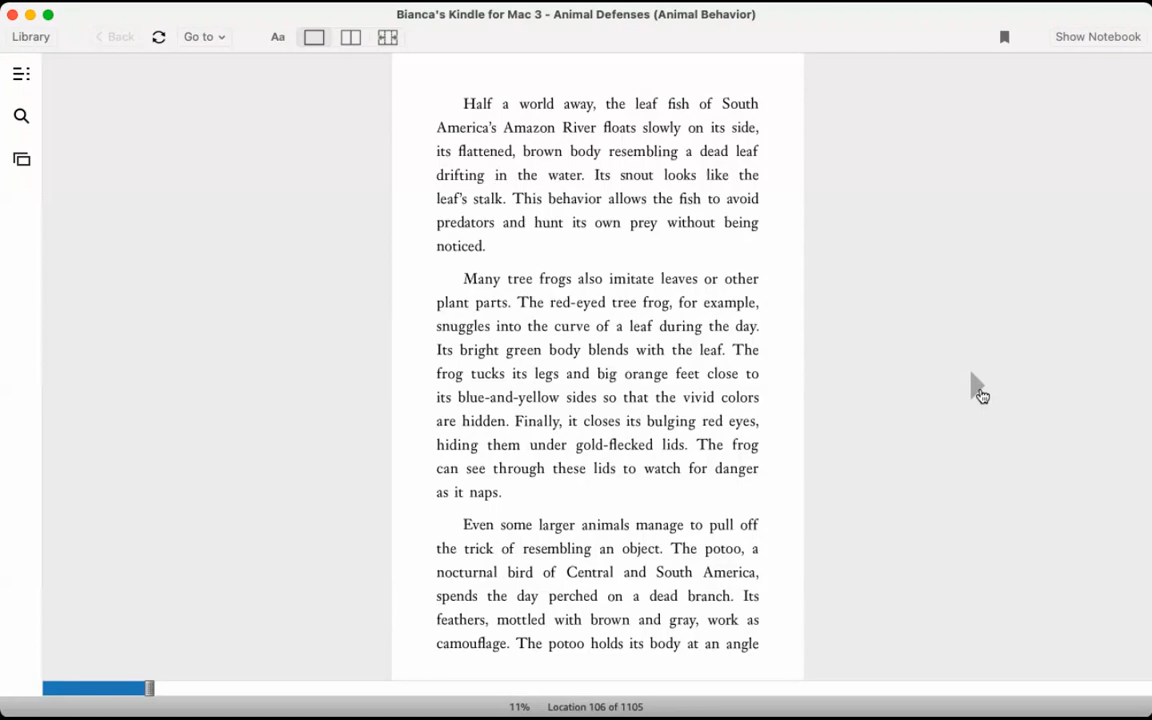 Bianca's Kindle for Mac 3 - Animal Defenses (Animal Behavior)
Library
Back
Go to
Aa
Show Notebook
Half a world away, the leaf fish of South
America's Amazon River floats slowly on its side,
its flattened, brown body resembling a dead leaf
drifting in the water. Its snout looks like the
leaf's stalk. This behavior allows the fish to avoid
predators and hunt its own prey without being
noticed.
Many tree frogs also imitate leaves or other
plant parts. The red-eyed tree frog, for example,
snuggles into the curve of a leaf during the day.
Its bright green body blends with the leaf. The
frog tucks its legs and big orange feet close to
its blue-and-yellow sides so that the vivid colors
are hidden. Finally, it closes its bulging red eyes,
hiding them under gold-flecked lids. The frog
can see through these lids to watch for danger
as it naps.
Even some larger animals manage to pull off
the trick of resembling an object. The potoo, a
nocturnal bird of Central and South America,
spends the day perched on a dead branch. Its
feathers, mottled with brown and gray, work as
camouflage. The potoo holds its body at an angle
11% Location 106 of 1105